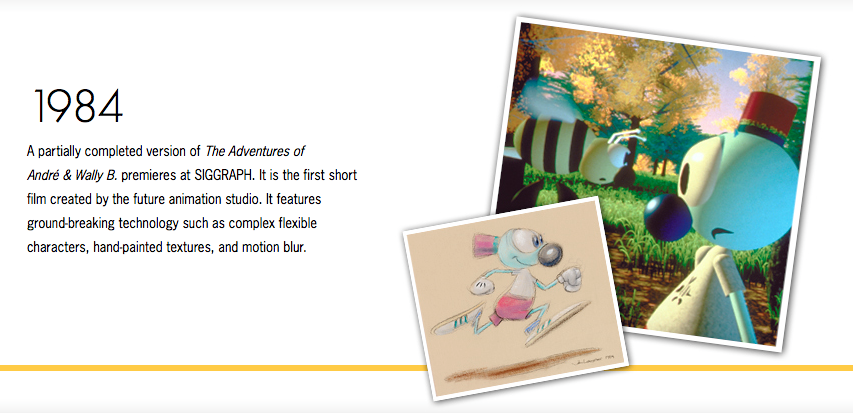 1984
A partially completed version of The Adventures of
André & Wally B. premieres at SIGGRAPH. It is the first short
film created by the future animation studio. It features
ground-breaking technology such as complex flexible
characters, hand-painted textures, and motion blur.